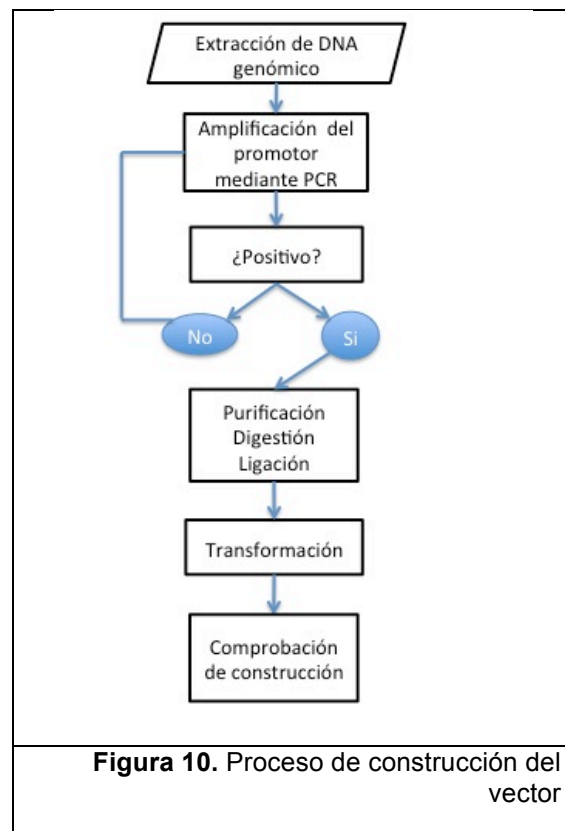 Extracción de DNA
genómico
Amplificación del
promotor
mediante PCR
¿Positivo?
No
Si
Purificación
Digestión
Ligación
Transformación
Comprobación
de construcción
Figura 10. Proceso de construcción del
vector